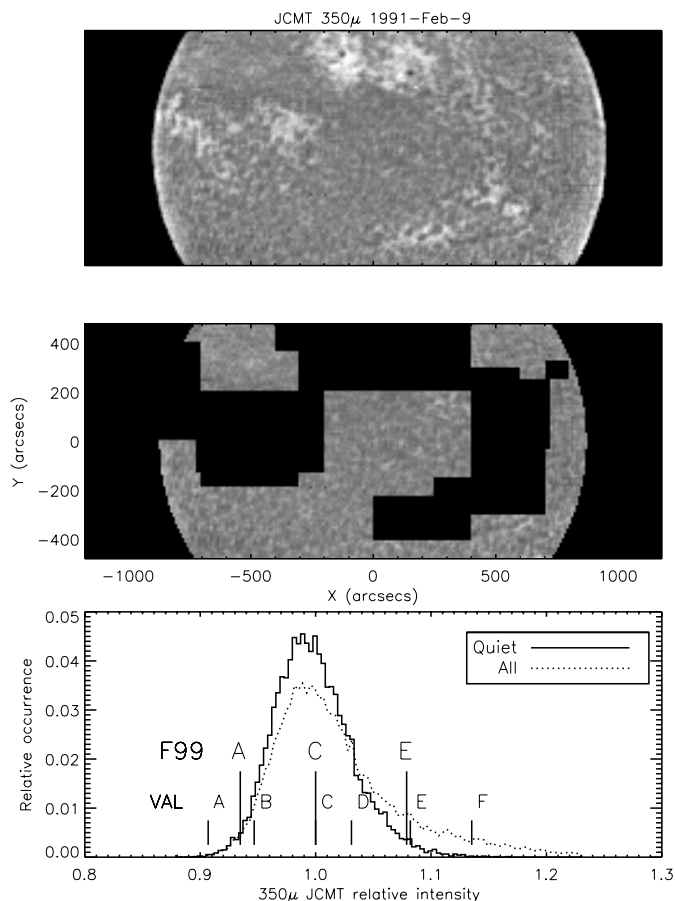 JCMT 350μ 1991-Feb-9
400
200
0
-200
-400
Y (arcsecs)
-1000 -500 0 500 1000
X (arcsecs)
0.05
0.04
0.03
0.02
0.01
0.00
Relative occurrence
Quiet
All
F99 A C E
VAL A B C D E F
0.8 0.9 1.0 1.1 1.2 1.3
350μ JCMT relative intensity